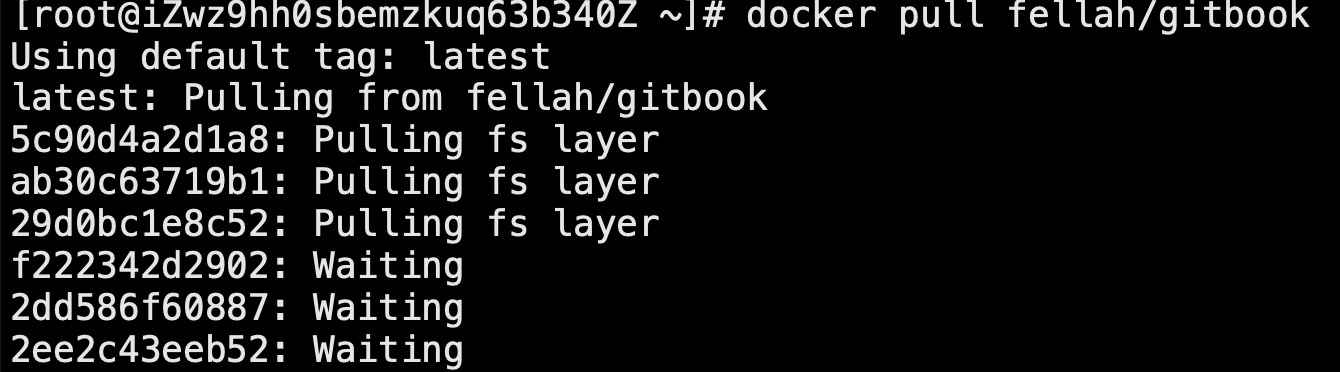 [root@iZwz9hh0sbemzkuq63b340Z ~]# docker pull fellah/gitbook
Using default tag: latest
latest: Pulling from fellah/gitbook
5c90d4a2d1a8: Pulling fs layer
ab30c63719b1: Pulling fs layer
29d0bc1e8c52: Pulling fs layer
f222342d2902: Waiting
2dd586f60887: Waiting
2ee2c43eeb52: Waiting